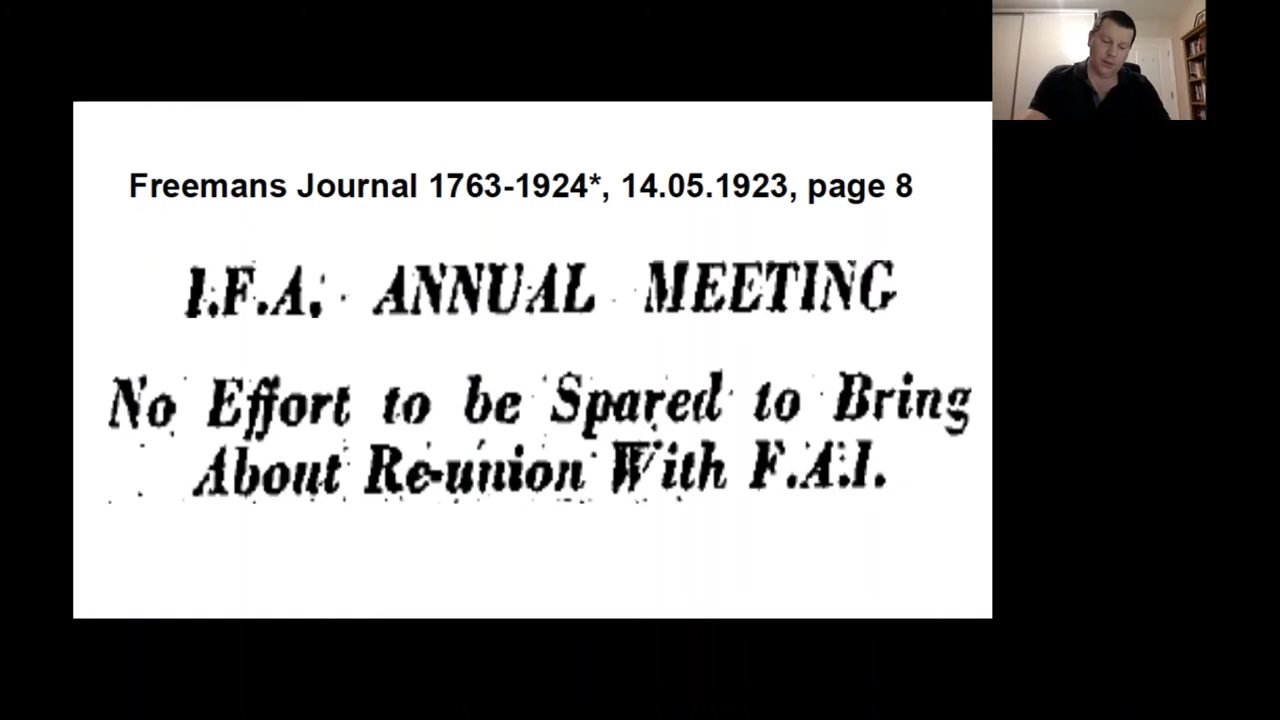 Freemans Journal 1763-1924*, 14.05.1923, page 8
I.F.A. ANNUAL MEETING
No Effort to be Spared to Bring
About Re-union With F.A.I.